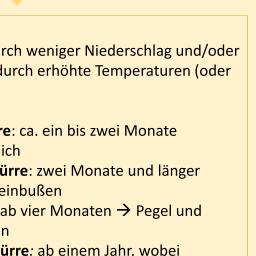 rch weniger Niederschlag und/oder
durch erhöhte Temperaturen (oder
re: ca. ein bis zwei Monate
ich
ürre: zwei Monate und länger
einbußen
ab vier Monaten → Pegel und
n
ürre: ab einem Jahr, wobei